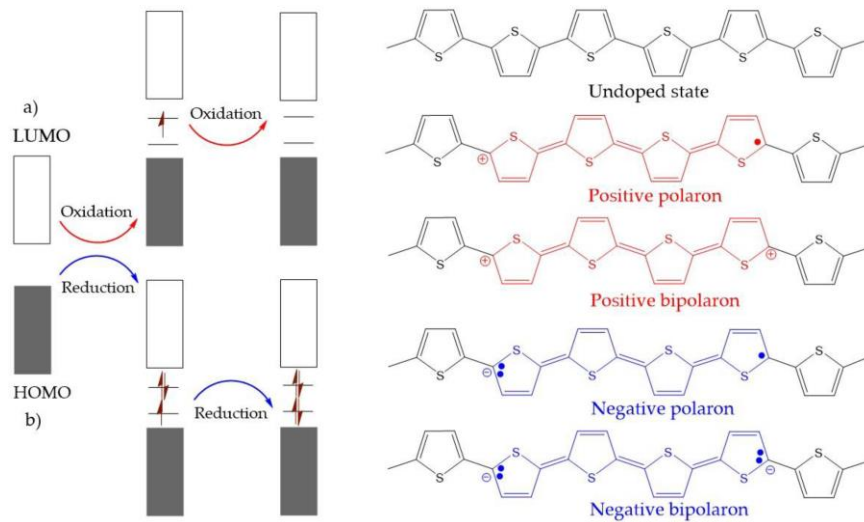 a)
LUMO
Oxidation
Reduction
HOMO
b)
Oxidation
Reduction
S S S S S S
Undoped state
S ⊕ S S S S S
Positive polaron
S ⊕ S S S S ⊕ S
Positive bipolaron
S ⊖ S S S S S
Negative polaron
S ⊖ S S S S ⊖ S
Negative bipolaron